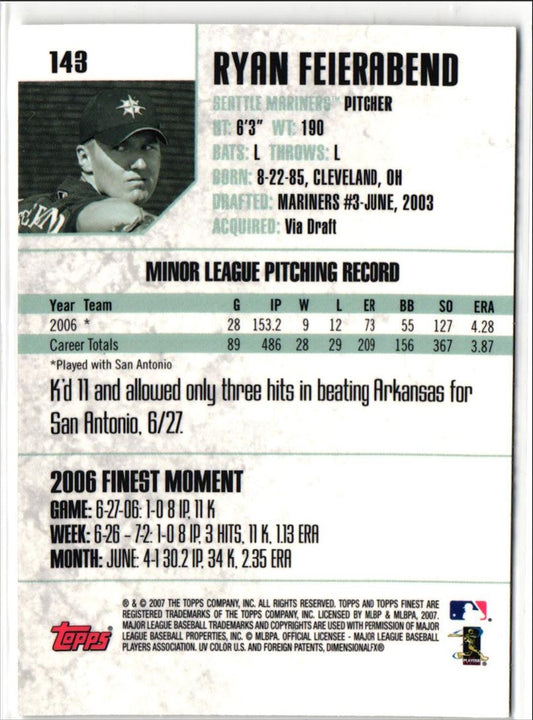 143
RYAN FEIERABEND
SEATTLE MARINERS™ PITCHER
HT: 6'3" WT: 190
BATS: L THROWS: L
BORN: 8-22-85, CLEVELAND, OH
DRAFTED: MARINERS #3-JUNE, 2003
ACQUIRED: Via Draft
MINOR LEAGUE PITCHING RECORD
Year Team G IP W L ER BB SO ERA
2006 * 28 153.2 9 12 73 55 127 4.28
Career Totals 89 486 28 29 209 156 367 3.87
*Played with San Antonio
K'd 11 and allowed only three hits in beating Arkansas for
San Antonio, 6/27.
2006 FINEST MOMENT
GAME: 6-27-06: 1-0 8 IP, 11 K
WEEK: 6-26 – 7-2: 1-0 8 IP, 3 HITS, 11 K, 1.13 ERA
MONTH: JUNE: 4-1 30.2 IP, 34 K, 2.35 ERA
® & © 2007 THE TOPPS COMPANY, INC. ALL RIGHTS RESERVED. TOPPS AND TOPPS FINEST ARE
REGISTERED TRADEMARKS OF THE TOPPS COMPANY, INC. LICENSED BY MLBP & MLBPA, 2007.
MAJOR LEAGUE BASEBALL TRADEMARKS AND COPYRIGHTS ARE USED WITH PERMISSION OF MAJOR
LEAGUE BASEBALL PROPERTIES, INC. © MLBPA. OFFICIAL LICENSEE - MAJOR LEAGUE BASEBALL
PLAYERS ASSOCIATION. UV COLOR U.S. AND FOREIGN PATENTS, DIMENSIONALFX®
Topps
PLAYERS